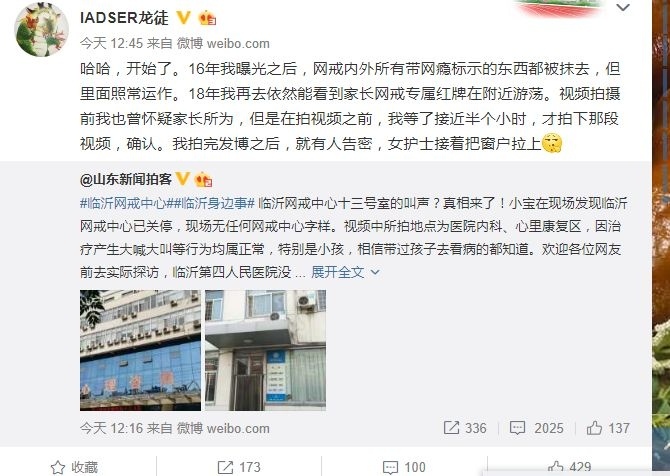 IADSER龙徒
今天 12:45 来自 微博 weibo.com
哈哈，开始了。16年我曝光之后，网戒内外所有带网瘾标示的东西都被抹去，但
里面照常运作。18年我再去依然能看到家长网戒专属红牌在附近游荡。视频拍摄
前我也曾怀疑家长所为，但是在拍视频之前，我等了接近半个小时，才拍下那段
视频，确认。我拍完发博之后，就有人告密，女护士接着把窗户拉上
@山东新闻拍客
#临沂网戒中心##临沂身边事# 临沂网戒中心十三号室的叫声？真相来了！小宝在现场发现临沂
网戒中心已关停，现场无任何网戒中心字样。视频中所拍地点为医院内科、心里康复区，因治
疗产生大喊大叫等行为均属正常，特别是小孩，相信带过孩子去看病的都知道。欢迎各位网友
前去实际探访，临沂第四人民医院没 ... 展开全文
心理咨询
今天 12:16 来自 微博 weibo.com
336
2025
137
收藏
173
100
429